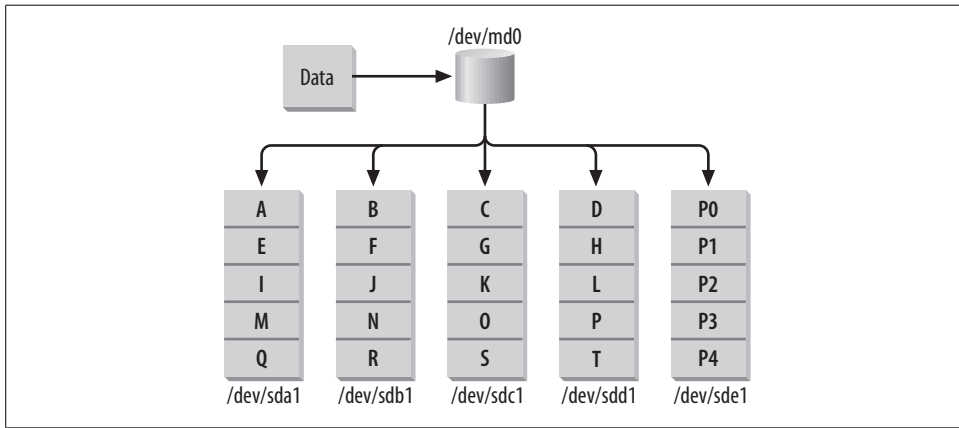 /dev/md0
Data
A B C D P0
E F G H P1
I J K L P2
M N O P P3
Q R S T P4
/dev/sda1 /dev/sdb1 /dev/sdc1 /dev/sdd1 /dev/sde1